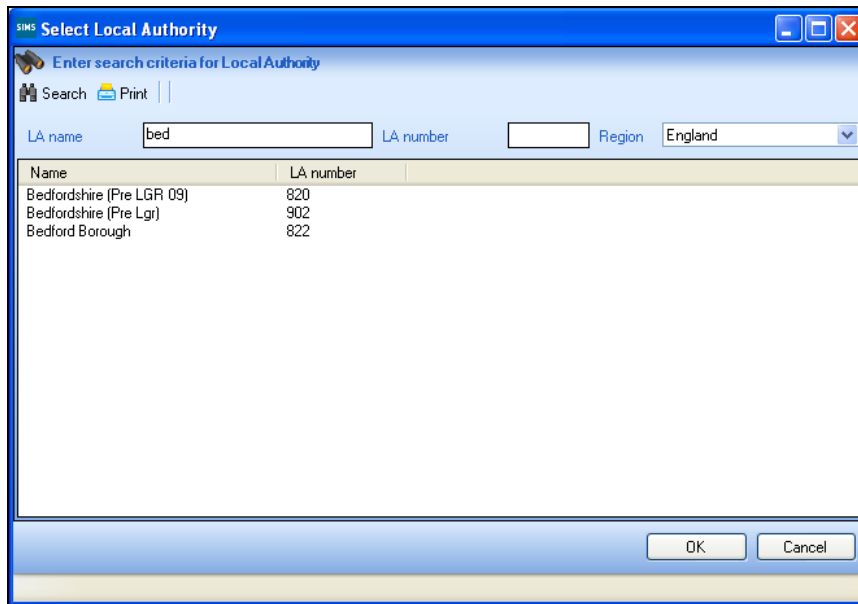 SIMS Select Local Authority
Enter search criteria for Local Authority
Search Print
LA name bed LA number Region England
Name LA number
Bedfordshire (Pre LGR 09) 820
Bedfordshire (Pre Lgr) 902
Bedford Borough 822
OK Cancel